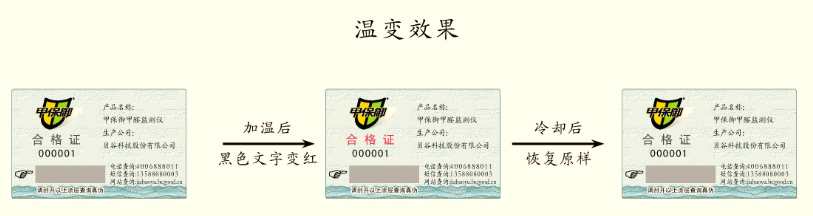 温变效果
甲保御
合格证
000001
产品名称:
甲保御甲醛监测仪
生产公司:
贝谷科技股份有限公司
电话查询:4006888011
短信查询:13588080003
网站查询:jiabaoyu.bcgood.cn
请刮开以上涂层查询真伪
加温后
黑色文字变红
甲保御
合格证
000001
产品名称:
甲保御甲醛监测仪
生产公司:
贝谷科技股份有限公司
电话查询:4006888011
短信查询:13588080003
网站查询:jiabaoyu.bcgood.cn
请刮开以上涂层查询真伪
冷却后
恢复原样
甲保御
合格证
000001
产品名称:
甲保御甲醛监测仪
生产公司:
贝谷科技股份有限公司
电话查询:4006888011
短信查询:13588080003
网站查询:jiabaoyu.bcgood.cn
请刮开以上涂层查询真伪